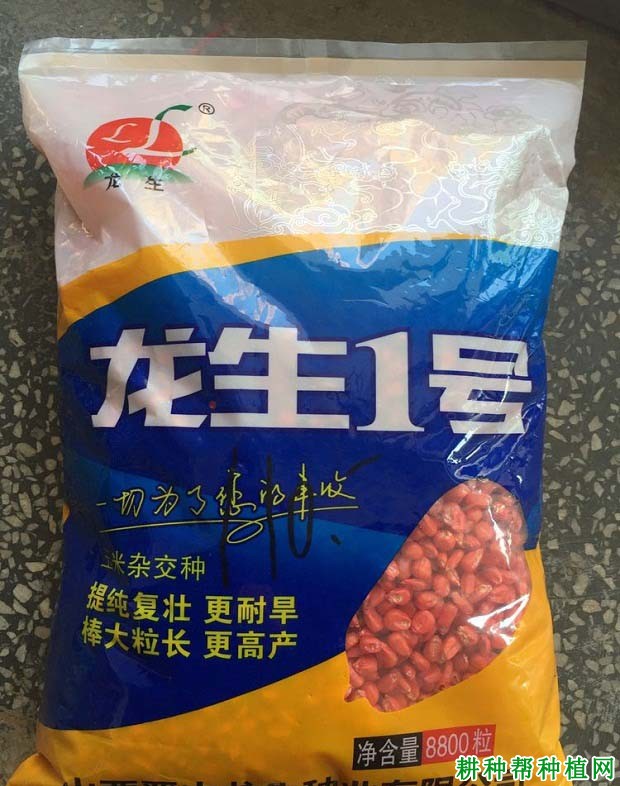 ®
龙生
龙生1号
一切为了您的丰收
玉米杂交种
提纯复壮 更耐旱
棒大粒长 更高产
净含量 8800粒
耕种帮种植网